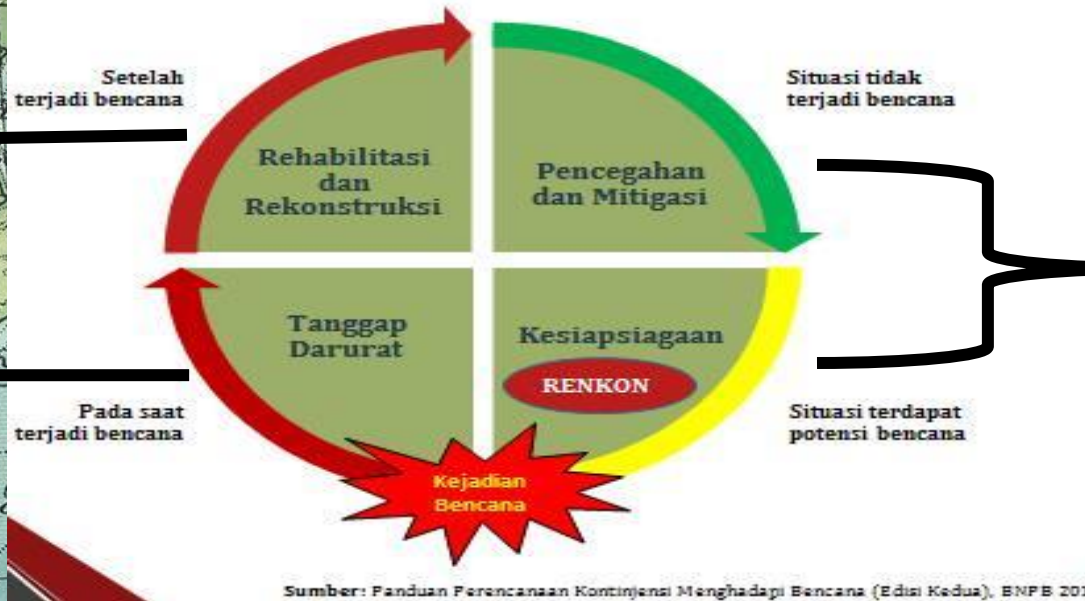 Setelah
terjadi bencana
Situasi tidak
terjadi bencana
Rehabilitasi
dan
Rekonstruksi
Pencegahan
dan Mitigasi
Tanggap
Darurat
Kesiapsiagaan
RENKON
Pada saat
terjadi bencana
Situasi terdapat
potensi bencana
Kejadian
Bencana
Sumber: Panduan Perencanaan Kontinjensi Menghadapi Bencana (Edisi Kedua), BNPB 201